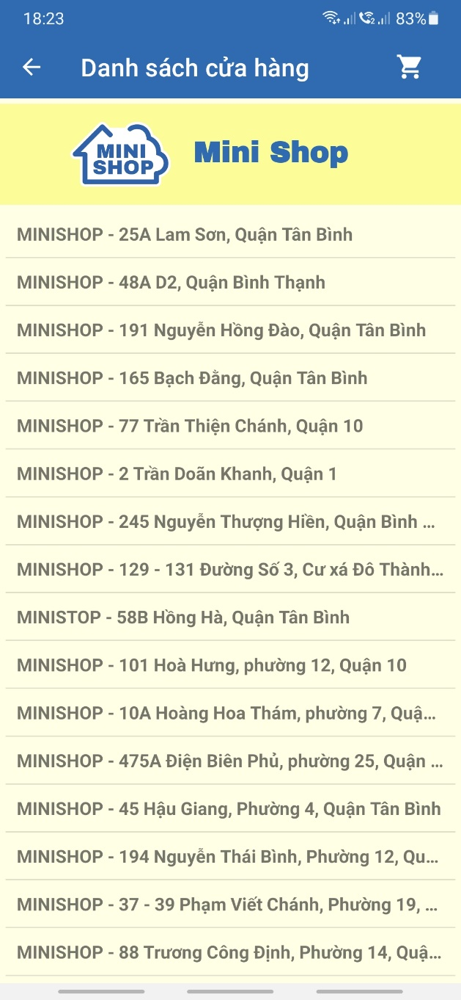 18:23
83%
Danh sách cửa hàng
MINI
SHOP
Mini Shop
MINISHOP - 25A Lam Sơn, Quận Tân Bình
MINISHOP - 48A D2, Quận Bình Thạnh
MINISHOP - 191 Nguyễn Hồng Đào, Quận Tân Bình
MINISHOP - 165 Bạch Đằng, Quận Tân Bình
MINISHOP - 77 Trần Thiện Chánh, Quận 10
MINISHOP - 2 Trần Doãn Khanh, Quận 1
MINISHOP - 245 Nguyễn Thượng Hiền, Quận Bình ...
MINISHOP - 129 - 131 Đường Số 3, Cư xá Đô Thành...
MINISTOP - 58B Hồng Hà, Quận Tân Bình
MINISHOP - 101 Hoà Hưng, phường 12, Quận 10
MINISHOP - 10A Hoàng Hoa Thám, phường 7, Quậ...
MINISHOP - 475A Điện Biên Phủ, phường 25, Quận ...
MINISHOP - 45 Hậu Giang, Phường 4, Quận Tân Bình
MINISHOP - 194 Nguyễn Thái Bình, Phường 12, Qu...
MINISHOP - 37 - 39 Phạm Viết Chánh, Phường 19, ...
MINISHOP - 88 Trương Công Định, Phường 14, Quậ...